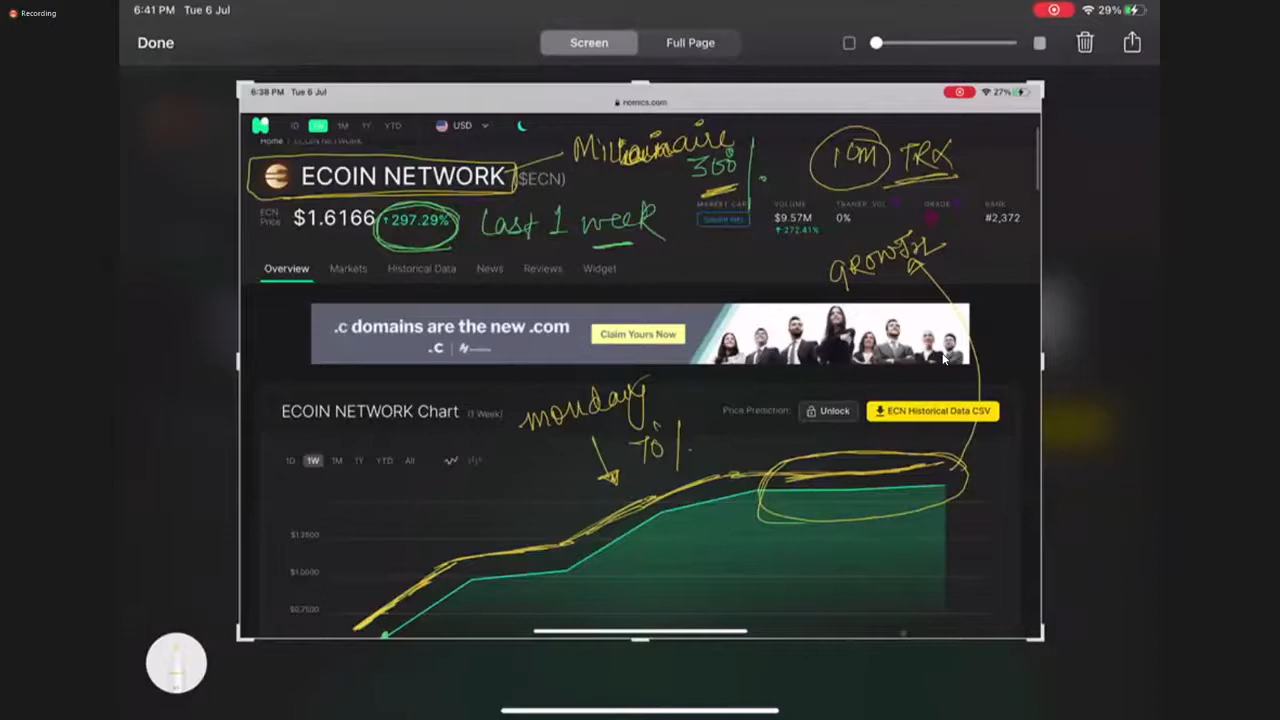 Recording
6:41 PM Tue 6 Jul
29%
Done
Screen
Full Page
6:38 PM Tue 6 Jul
nomics.com
27%
1D 1W 1M 1Y YTD
USD
Home / ECOIN NETWORK
Millionaire
300%.
10M TRX
ECOIN NETWORK ($ECN)
ECN Price
$1.6166
↑297.29%
Last 1 week
MARKET CAP
VOLUME
$9.57M
↑ 272.41%
TRANSP. VOL
0%
GRADE
RANK
#2,372
GROWTH
Overview Markets Historical Data News Reviews Widget
.c domains are the new .com
.C
Claim Yours Now
monday
70%.
ECOIN NETWORK Chart (1 Week)
Price Prediction:
Unlock
ECN Historical Data CSV
1D 1W 1M 1Y YTD All
$1.2500
$1.0000
$0.7500